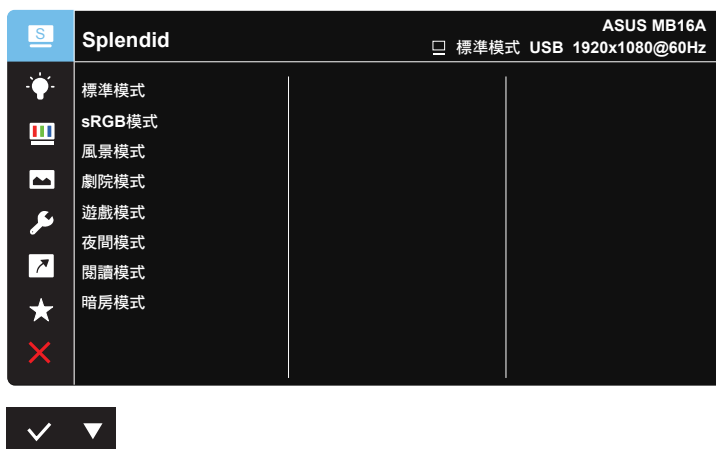 S
Splendid
ASUS MB16A
標準模式 USB 1920x1080@60Hz
標準模式
sRGB模式
風景模式
劇院模式
遊戲模式
夜間模式
閱讀模式
暗房模式